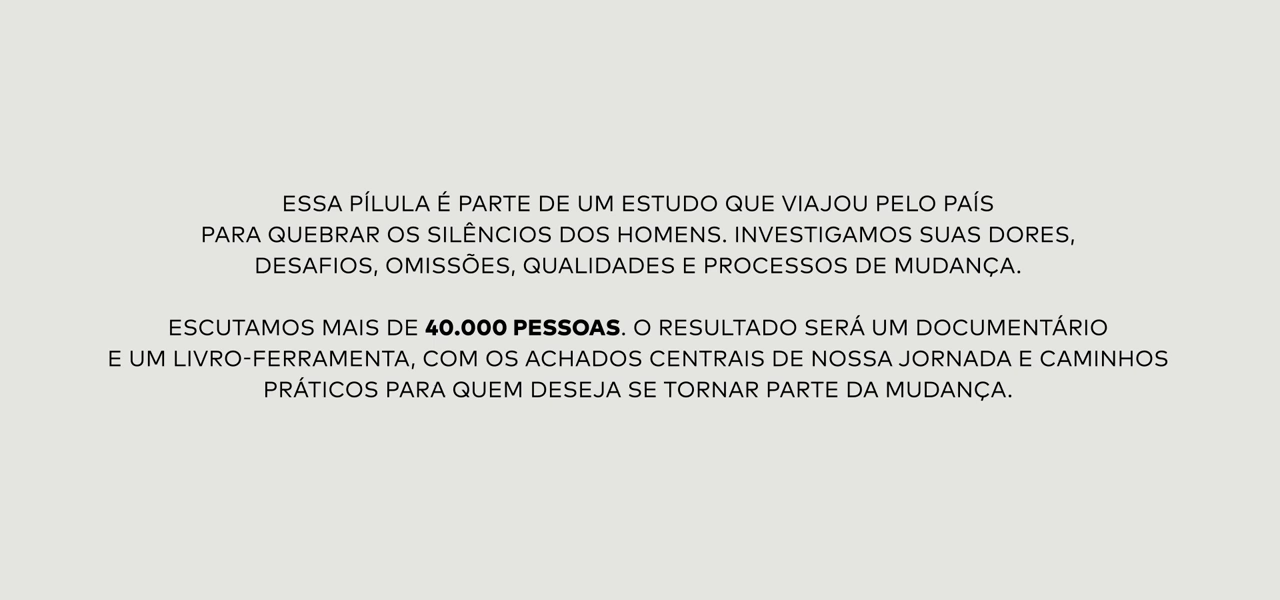 ESSA PÍLULA É PARTE DE UM ESTUDO QUE VIAJOU PELO PAÍS
PARA QUEBRAR OS SILÊNCIOS DOS HOMENS. INVESTIGAMOS SUAS DORES,
DESAFIOS, OMISSÕES, QUALIDADES E PROCESSOS DE MUDANÇA.
ESCUTAMOS MAIS DE 40.000 PESSOAS. O RESULTADO SERÁ UM DOCUMENTÁRIO
E UM LIVRO-FERRAMENTA, COM OS ACHADOS CENTRAIS DE NOSSA JORNADA E CAMINHOS
PRÁTICOS PARA QUEM DESEJA SE TORNAR PARTE DA MUDANÇA.